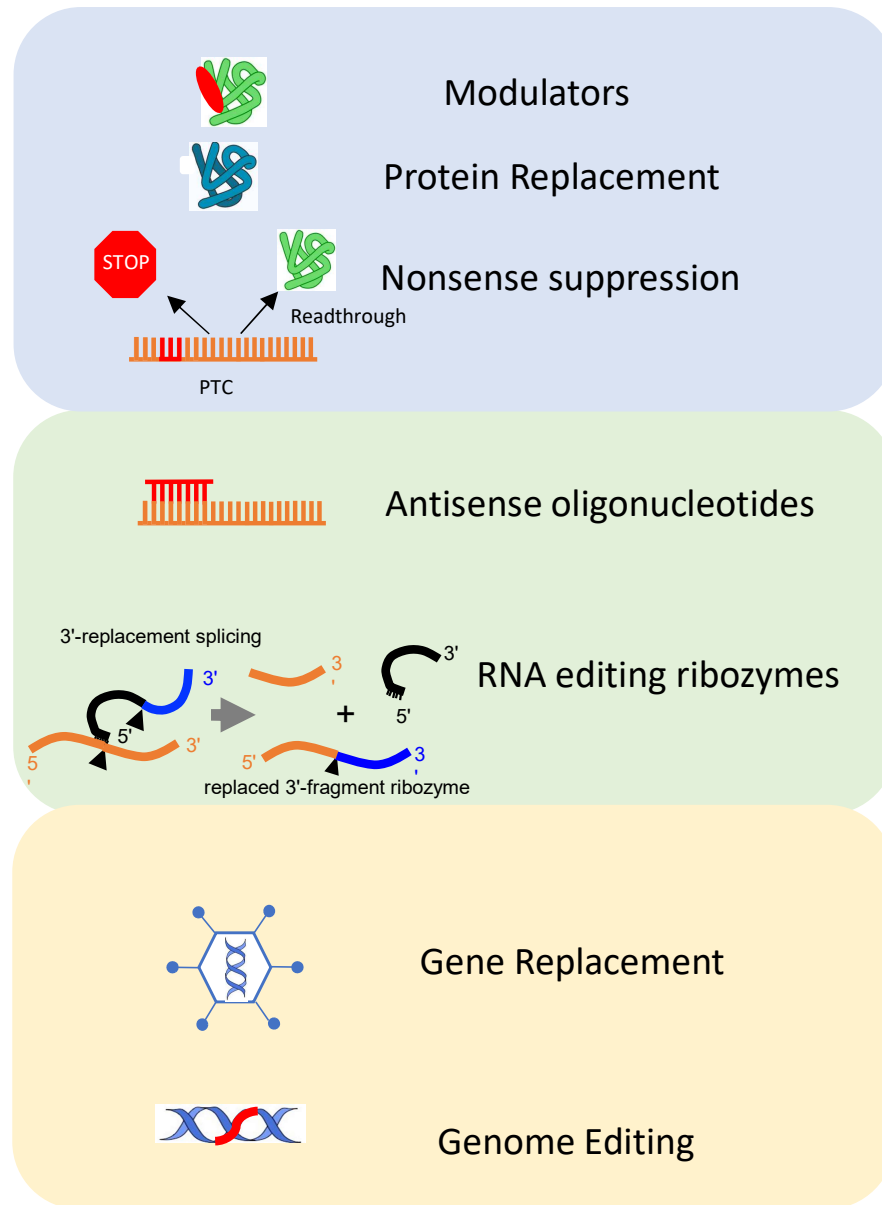 Modulators
Protein Replacement
STOP
Nonsense suppression
Readthrough
PTC
Antisense oligonucleotides
3'-replacement splicing
3'
5'
3'
5'
3'
3'
5'
+
RNA editing ribozymes
5'
3'
replaced 3'-fragment ribozyme
Gene Replacement
Genome Editing